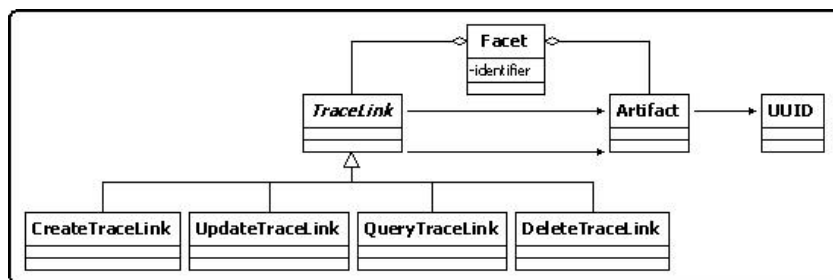 Facet
-identifier
TraceLink
Artifact
UUID
CreateTraceLink
UpdateTraceLink
QueryTraceLink
DeleteTraceLink